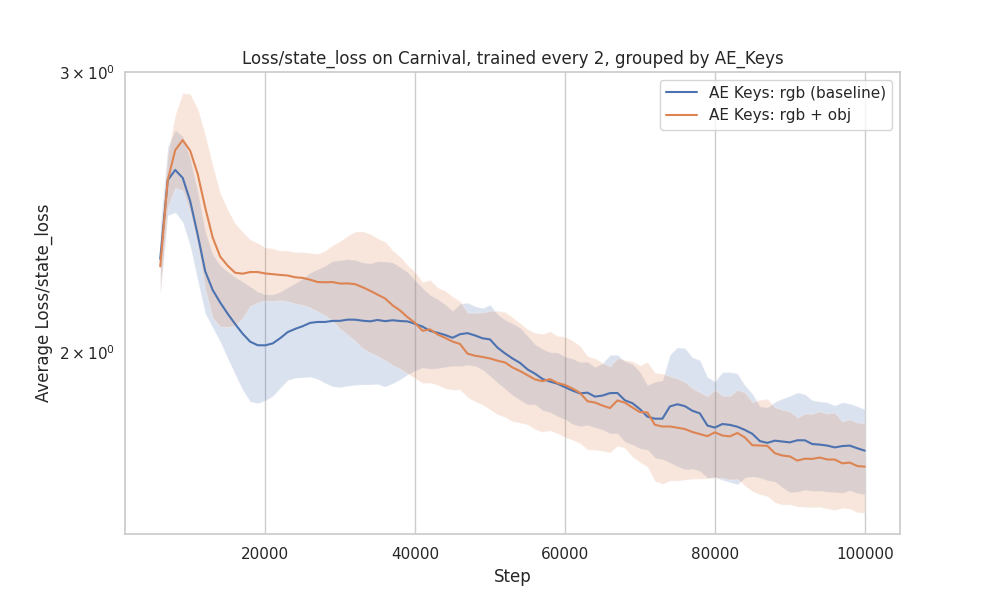 Loss/state_loss on Carnival, trained every 2, grouped by AE_Keys
3 × 10⁰
AE Keys: rgb (baseline)
AE Keys: rgb + obj
Average Loss/state_loss
2 × 10⁰
20000 40000 60000 80000 100000
Step